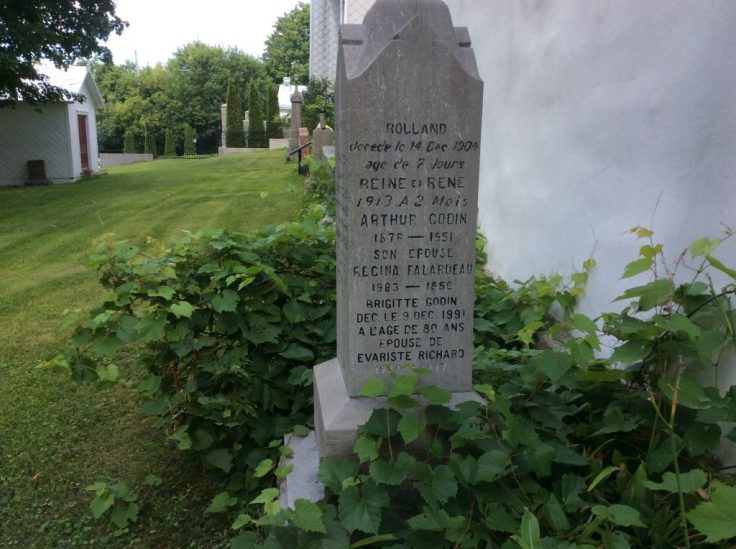 ROLLAND
decede le 14 Dec 1904
age de 7 Jours
REINE et RENE
1913 A 2 Mois
ARTHUR GODIN
1876 — 1951
SON EPOUSE
REGINA FALARDEAU
1883 — 1956
BRIGITTE GODIN
DEC LE 9 DEC 1991
A L'AGE DE 80 ANS
EPOUSE DE
EVARISTE RICHARD